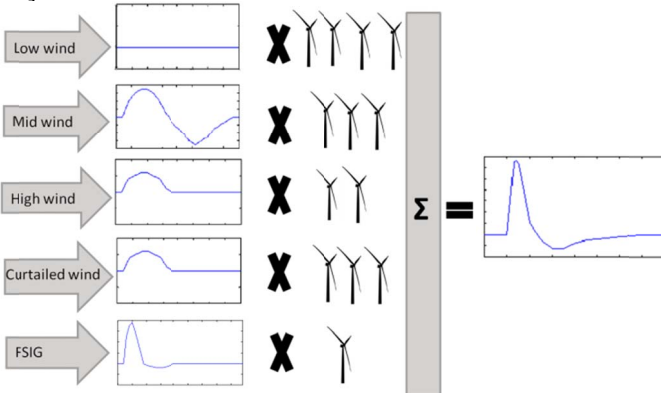 Low wind
Mid wind
High wind
Curtailed wind
FSIG
Σ
=